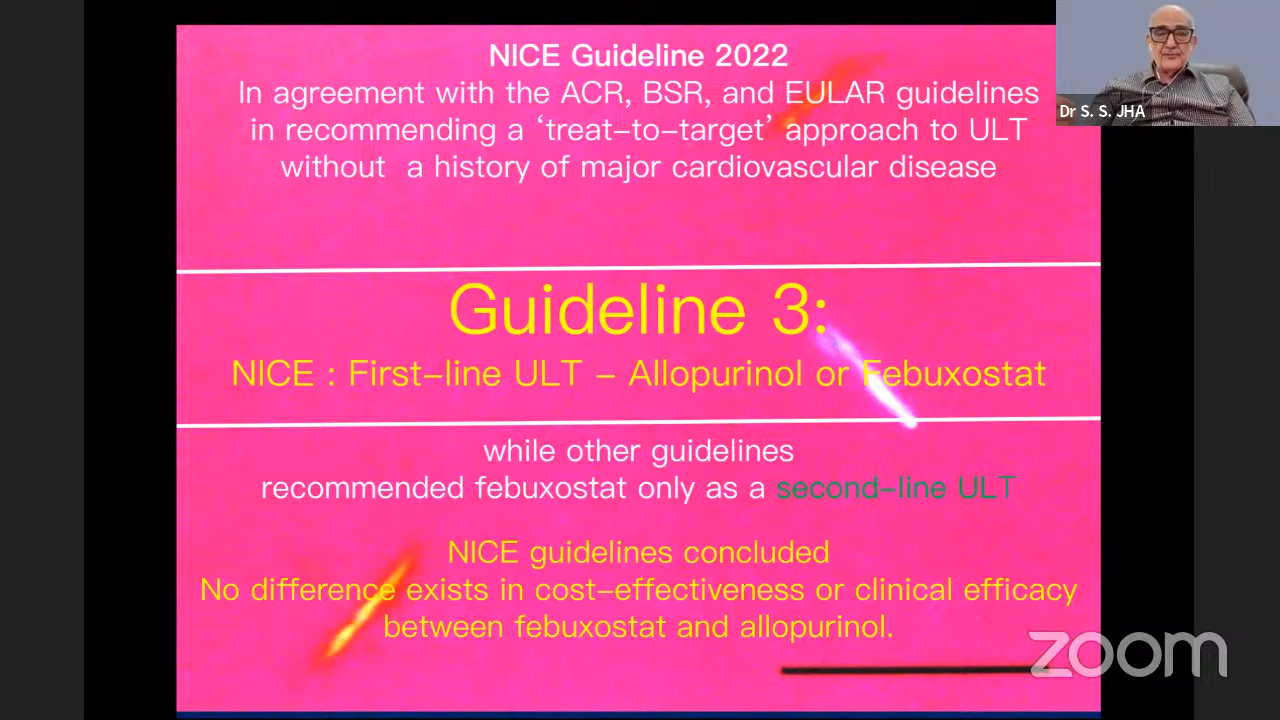 NICE Guideline 2022
In agreement with the ACR, BSR, and EULAR guidelines
in recommending a ‘treat-to-target’ approach to ULT
without a history of major cardiovascular disease
Dr S. S. JHA
Guideline 3:
NICE : First-line ULT - Allopurinol or Febuxostat
while other guidelines
recommended febuxostat only as a second-line ULT
NICE guidelines concluded
No difference exists in cost-effectiveness or clinical efficacy
between febuxostat and allopurinol.
zoom